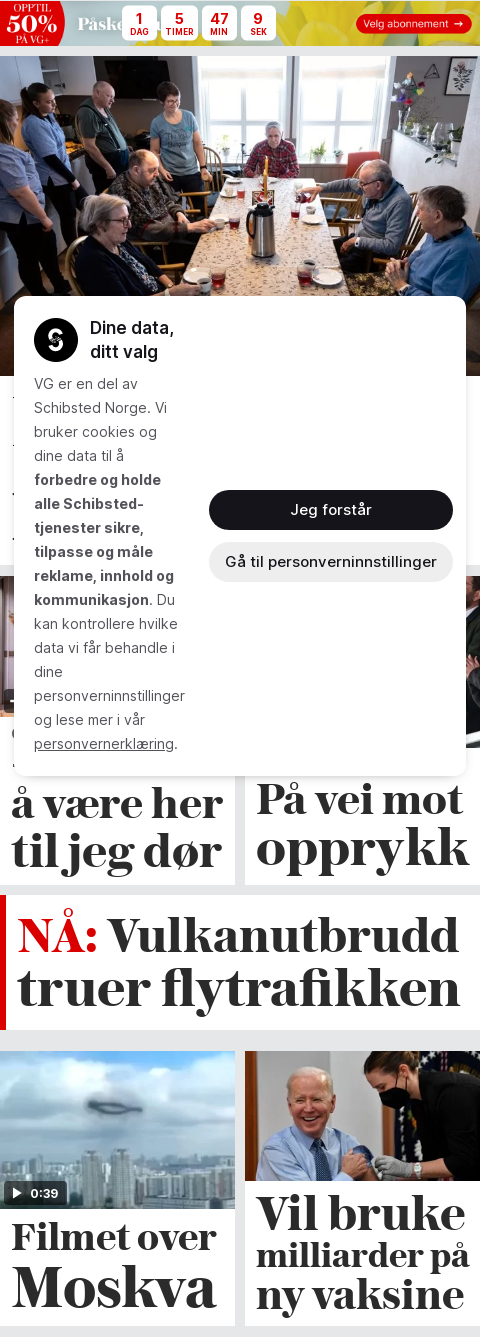 OPPTIL
50%
PÅ VG+
1
DAG
5
TIMER
47
MIN
9
SEK
Velg abonnement →
Dine data,
ditt valg
VG er en del av
Schibsted Norge. Vi
bruker cookies og
dine data til å
forbedre og holde
alle Schibsted-
tjenester sikre,
tilpasse og måle
reklame, innhold og
kommunikasjon. Du
kan kontrollere hvilke
data vi får behandle i
dine
personverninnstillinger
og lese mer i vår
personvernerklæring.
Jeg forstår
Gå til personverninnstillinger
å være her
til jeg dør
På vei mot
opprykk
NÅ: Vulkanutbrudd
truer flytrafikken
0:39
Filmet over
Moskva
Vil bruke
milliarder på
ny vaksine